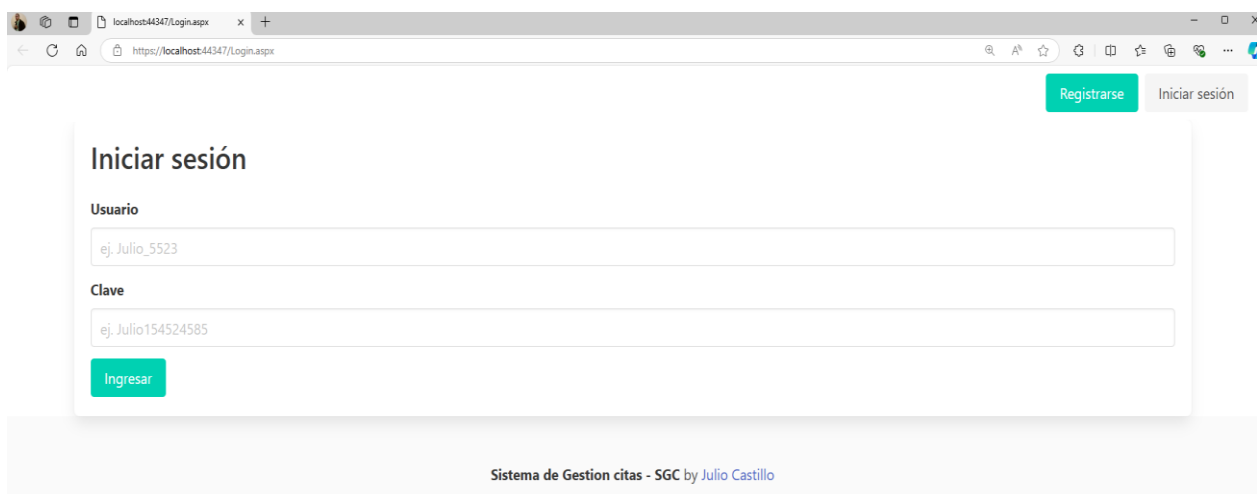 localhost:44347/Login.aspx
https://localhost:44347/Login.aspx
Registrarse Iniciar sesión
Iniciar sesión
Usuario
ej. Julio_5523
Clave
ej. Julio154524585
Ingresar
Sistema de Gestion citas - SGC by Julio Castillo